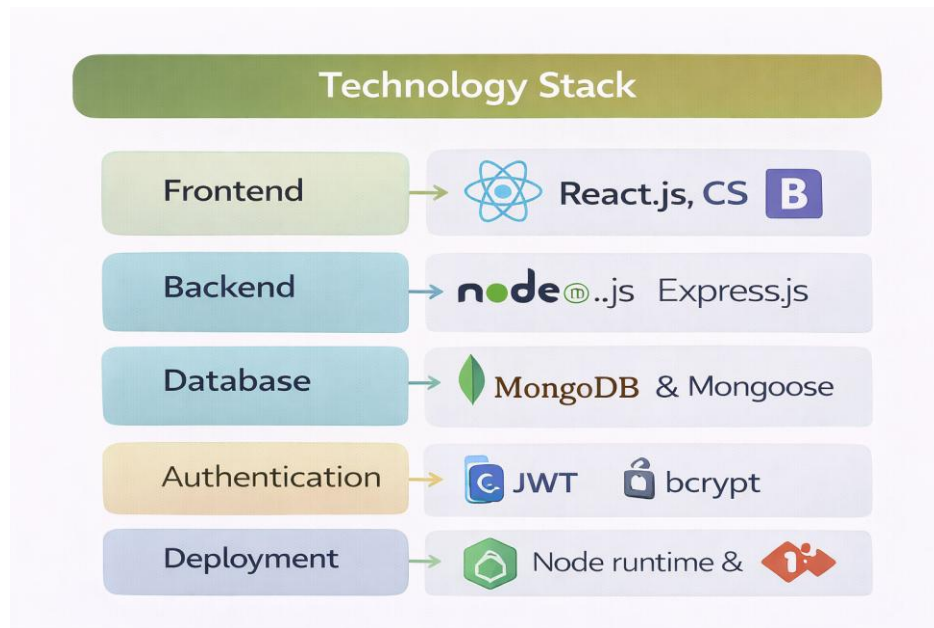 Technology Stack
Frontend
React.js, CS B
Backend
node m..js Express.js
Database
MongoDB & Mongoose
Authentication
C JWT bcrypt
Deployment
Node runtime & 1